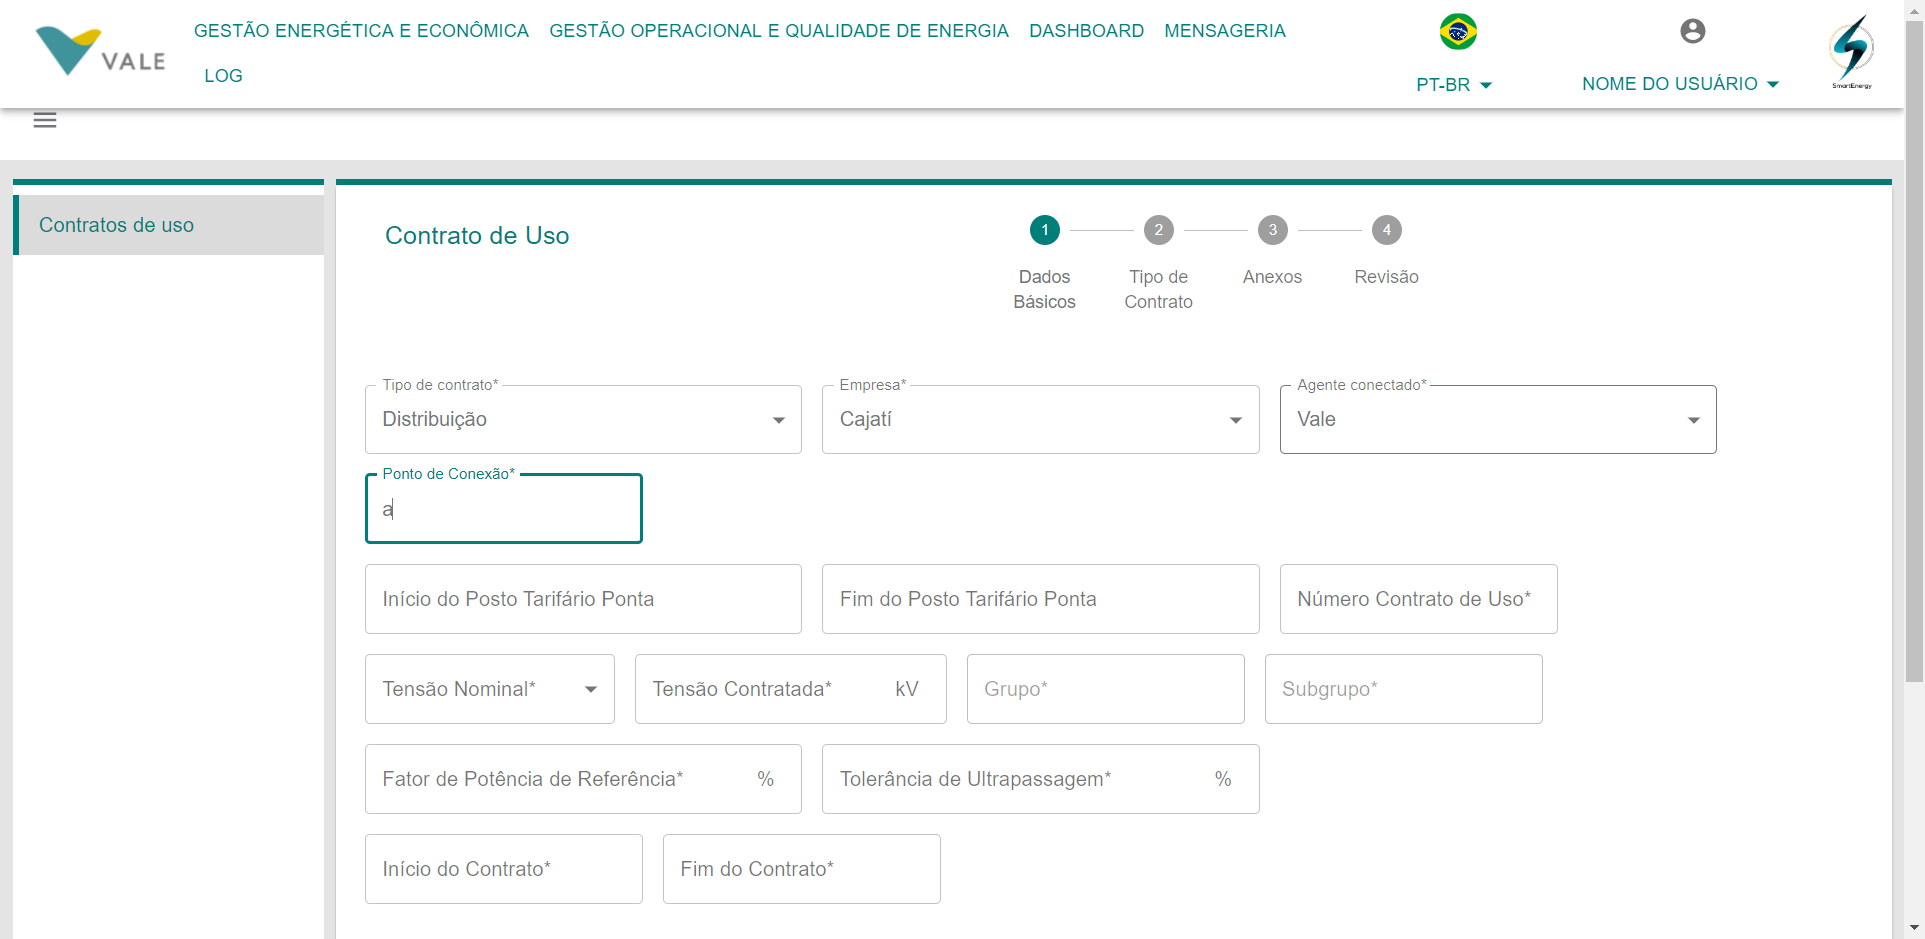 VALE
GESTÃO ENERGÉTICA E ECONÔMICA GESTÃO OPERACIONAL E QUALIDADE DE ENERGIA DASHBOARD MENSAGERIA
LOG
PT-BR
NOME DO USUÁRIO
SmartEnergy
Contratos de uso
Contrato de Uso
1 2 3 4
Dados Básicos
Tipo de Contrato
Anexos
Revisão
Tipo de contrato*
Distribuição
Empresa*
Cajatí
Agente conectado*
Vale
Ponto de Conexão*
a
Início do Posto Tarifário Ponta
Fim do Posto Tarifário Ponta
Número Contrato de Uso*
Tensão Nominal*
Tensão Contratada* kV
Grupo*
Subgrupo*
Fator de Potência de Referência* %
Tolerância de Ultrapassagem* %
Início do Contrato*
Fim do Contrato*